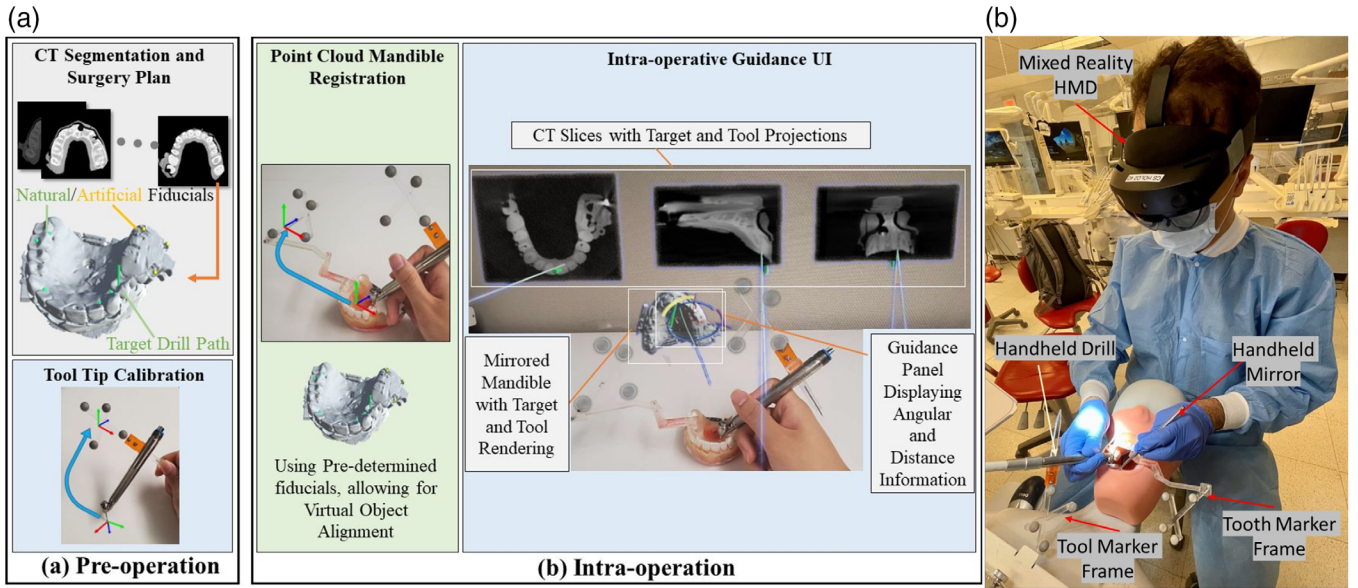 (a)
CT Segmentation and
Surgery Plan
Natural/Artificial Fiducials
Target Drill Path
Tool Tip Calibration
(a) Pre-operation
Point Cloud Mandible
Registration
Using Pre-determined
fiducials, allowing for
Virtual Object
Alignment
Intra-operative Guidance UI
CT Slices with Target and Tool Projections
Mirrored
Mandible
with Target
and Tool
Rendering
Guidance
Panel
Displaying
Angular
and
Distance
Information
(b) Intra-operation
(b)
Mixed Reality
HMD
Handheld Drill
Handheld
Mirror
Tool Marker
Frame
Tooth Marker
Frame